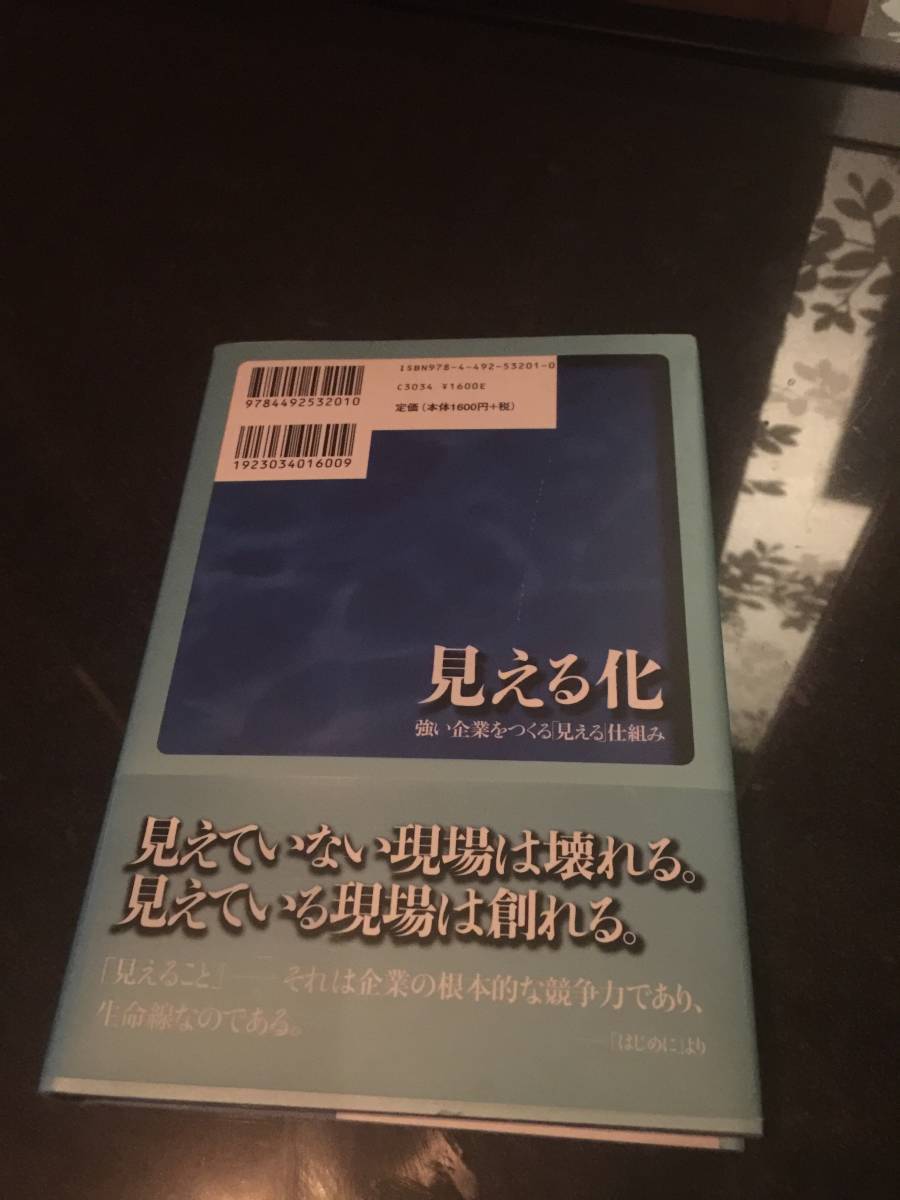 ISBN978-4-492-53201-0
C3034 ¥1600E
定価(本体1600円+税)
9784492532010
1923034016009
見える化
強い企業をつくる「見える」仕組み
見えていない現場は壊れる。
見えている現場は創れる。
「見えること」――それは企業の根本的な競争力であり、
生命線なのである。
――「はじめに」より